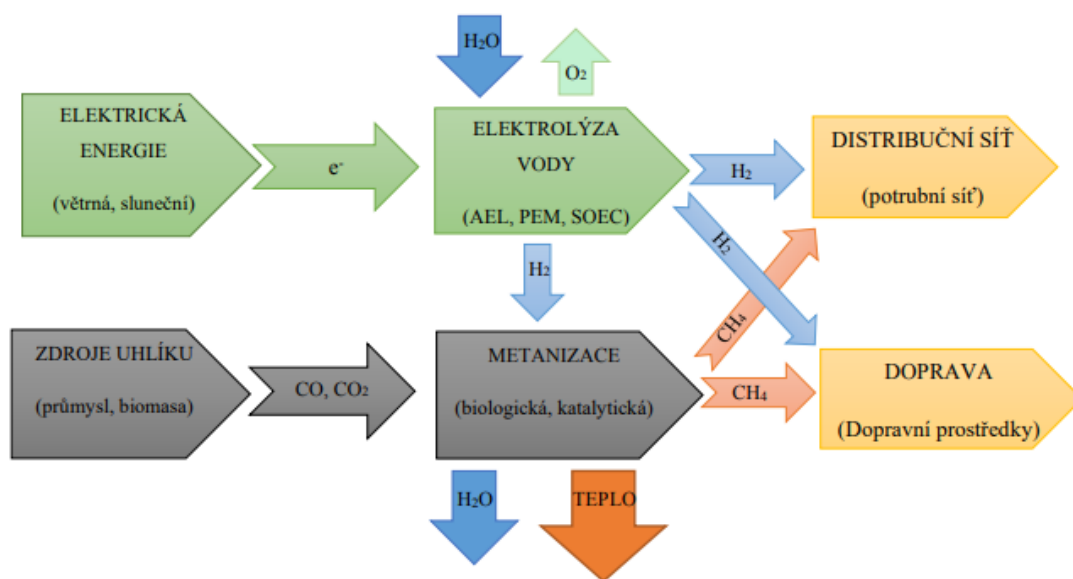 H₂O
O₂
ELEKTRICKÁ
ENERGIE
(větrná, sluneční)
e⁻
ELEKTROLÝZA
VODY
(AEL, PEM, SOEC)
H₂
DISTRIBUČNÍ SÍŤ
(potrubní síť)
H₂
H₂
CH₄
ZDROJE UHLÍKU
(průmysl, biomasa)
CO, CO₂
METANIZACE
(biologická, katalytická)
CH₄
DOPRAVA
(Dopravní prostředky)
H₂O
TEPLO